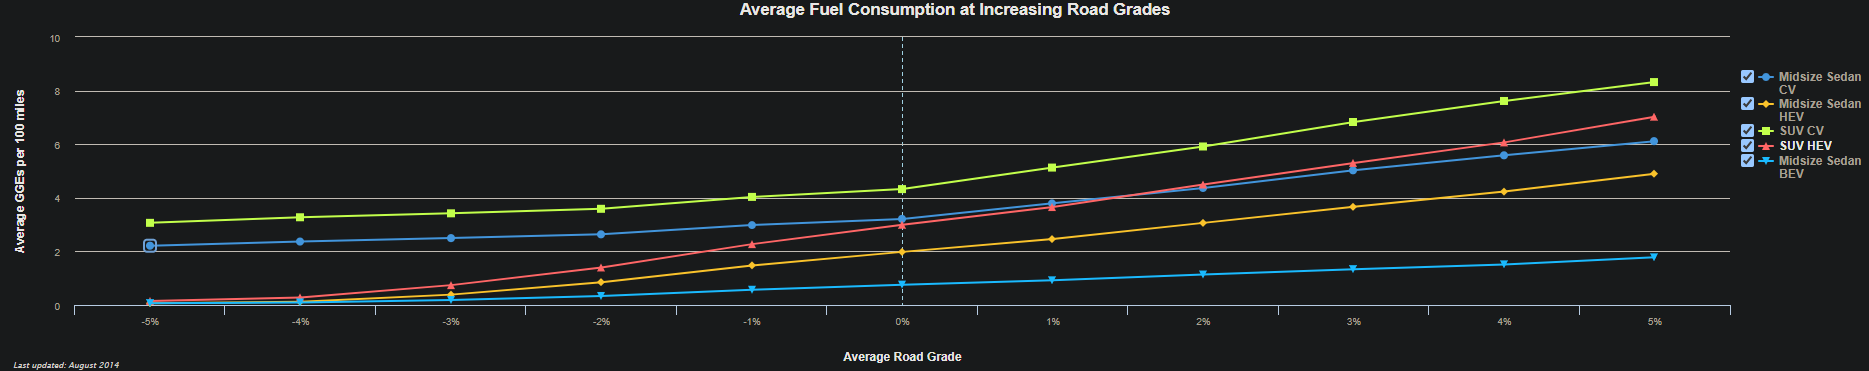 Average Fuel Consumption at Increasing Road Grades
Average GGEs per 100 miles
10
8
6
4
2
0
-5%
-4%
-3%
-2%
-1%
0%
1%
2%
3%
4%
5%
Average Road Grade
Midsize Sedan
CV
Midsize Sedan
HEV
SUV CV
SUV HEV
Midsize Sedan
BEV
Last updated: August 2014